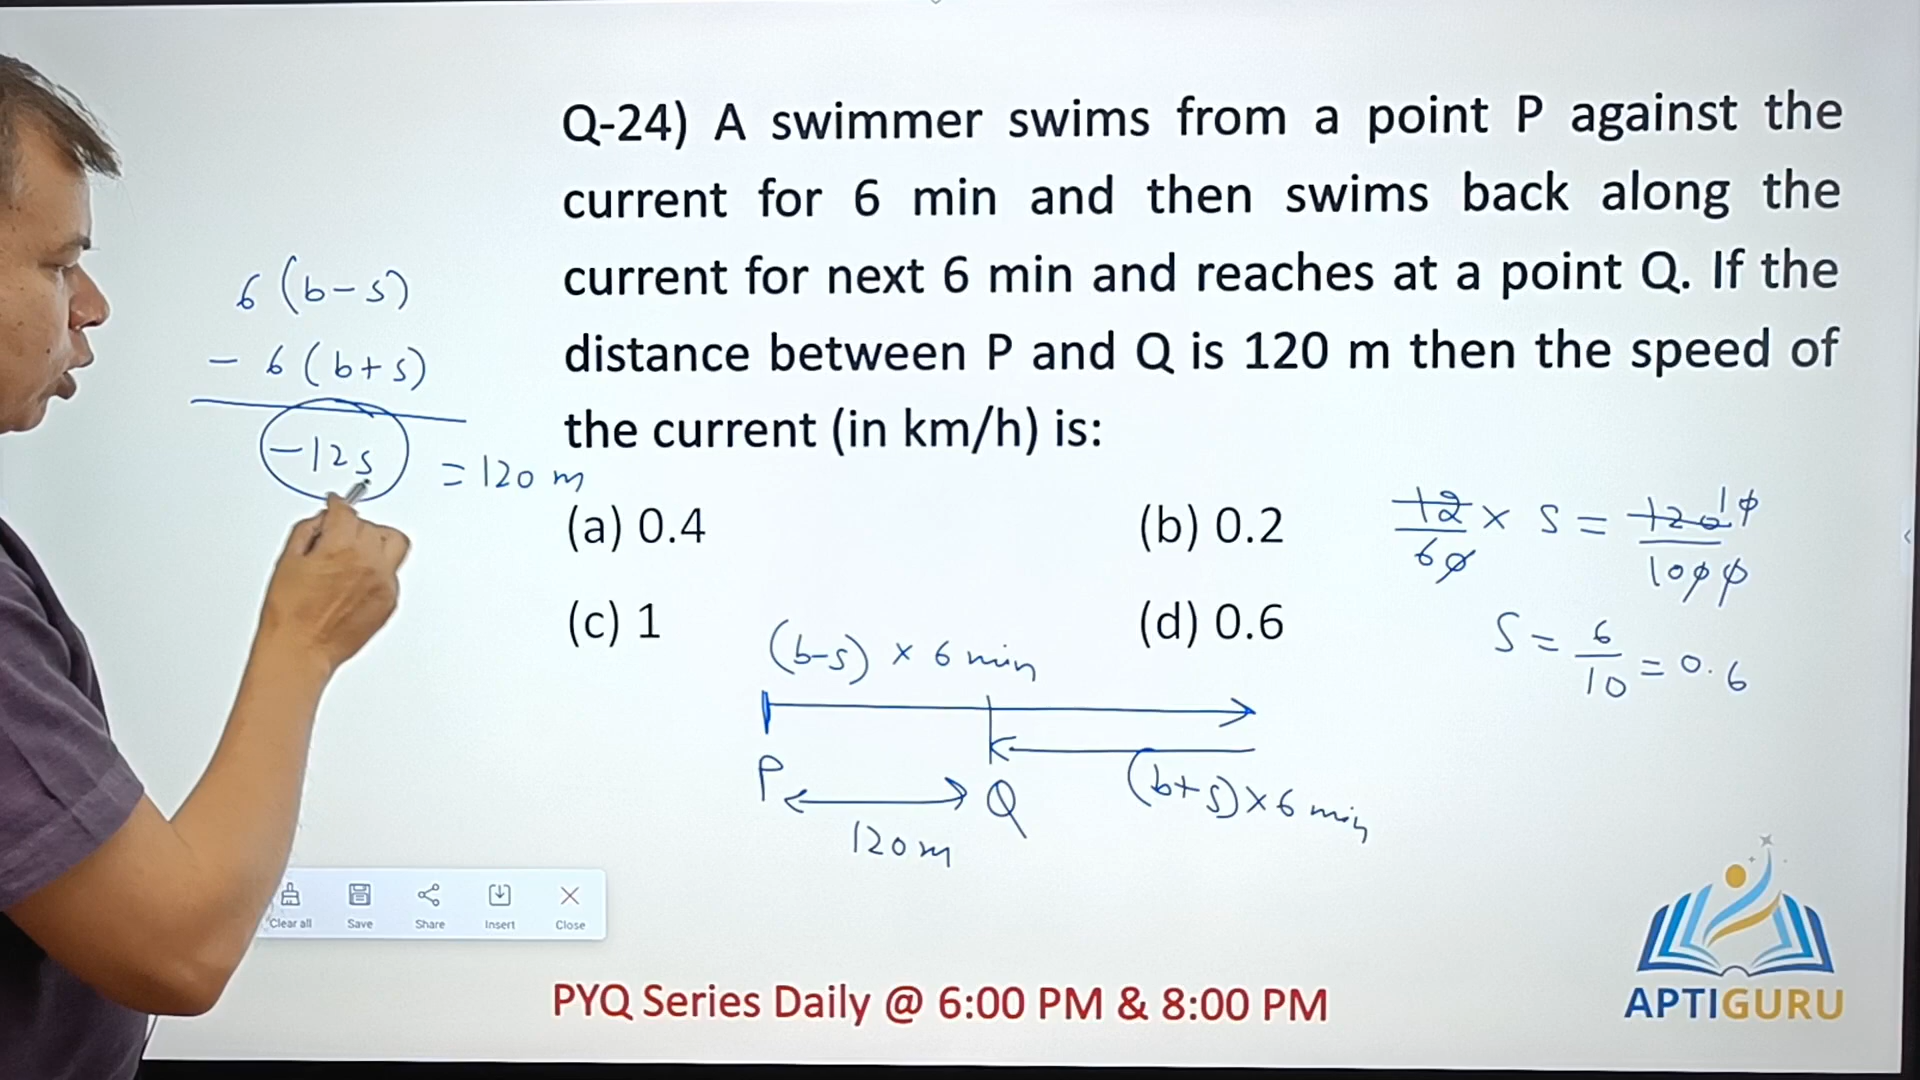 Q-24) A swimmer swims from a point P against the
current for 6 min and then swims back along the
current for next 6 min and reaches at a point Q. If the
distance between P and Q is 120 m then the speed of
the current (in km/h) is:
(a) 0.4
(b) 0.2
(c) 1
(d) 0.6
6 (b-s)
- 6 (b+s)
-12s = 120 m
12/60 × S = 120/1000 1 0
S = 6/10 = 0.6
(b-s) × 6 min
P
Q
(b+s) × 6 min
120 m
Clear all
Save
Share
Insert
Close
PYQ Series Daily @ 6:00 PM & 8:00 PM
APTIGURU